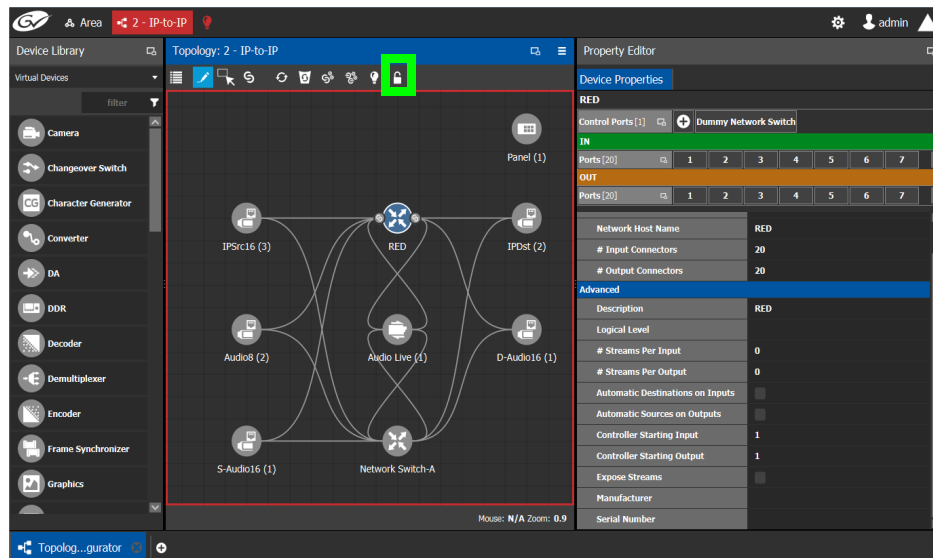 GV Area 2 - IP-to-IP admin
Device Library
Virtual Devices
filter
Camera
Changeover Switch
CG Character Generator
Converter
DA
DDR
Decoder
Demultiplexer
Encoder
Frame Synchronizer
Graphics
Topology: 2 - IP-to-IP
Panel (1)
IPSrc16 (3)
RED
IPDst (2)
Audio8 (2)
Audio Live (1)
D-Audio16 (1)
S-Audio16 (1)
Network Switch-A
Mouse: N/A Zoom: 0.9
Property Editor
Device Properties
RED
Control Ports [1] Dummy Network Switch
IN
Ports [20] 1 2 3 4 5 6 7
OUT
Ports [20] 1 2 3 4 5 6 7
Network Host Name RED
# Input Connectors 20
# Output Connectors 20
Advanced
Description RED
Logical Level
# Streams Per Input 0
# Streams Per Output 0
Automatic Destinations on Inputs
Automatic Sources on Outputs
Controller Starting Input 1
Controller Starting Output 1
Expose Streams
Manufacturer
Serial Number
Topolog...gurator